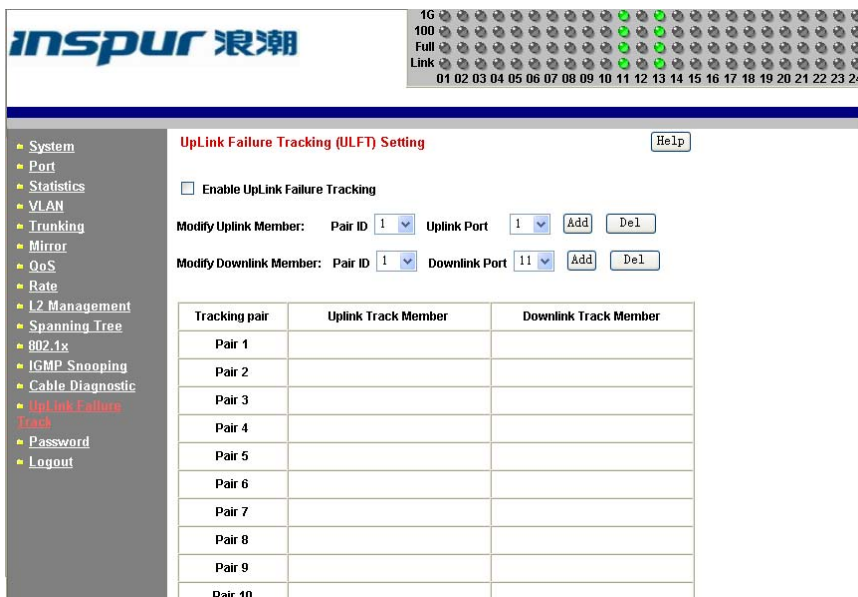 inspur 浪潮
1G
100
Full
Link
01 02 03 04 05 06 07 08 09 10 11 12 13 14 15 16 17 18 19 20 21 22 23 24
System
Port
Statistics
VLAN
Trunking
Mirror
QoS
Rate
L2 Management
Spanning Tree
802.1x
IGMP Snooping
Cable Diagnostic
UpLink Failure
Track
Password
Logout
UpLink Failure Tracking (ULFT) Setting
Help
Enable UpLink Failure Tracking
Modify Uplink Member: Pair ID 1 Uplink Port 1 Add Del
Modify Downlink Member: Pair ID 1 Downlink Port 11 Add Del
Tracking pair Uplink Track Member Downlink Track Member
Pair 1
Pair 2
Pair 3
Pair 4
Pair 5
Pair 6
Pair 7
Pair 8
Pair 9
Pair 10